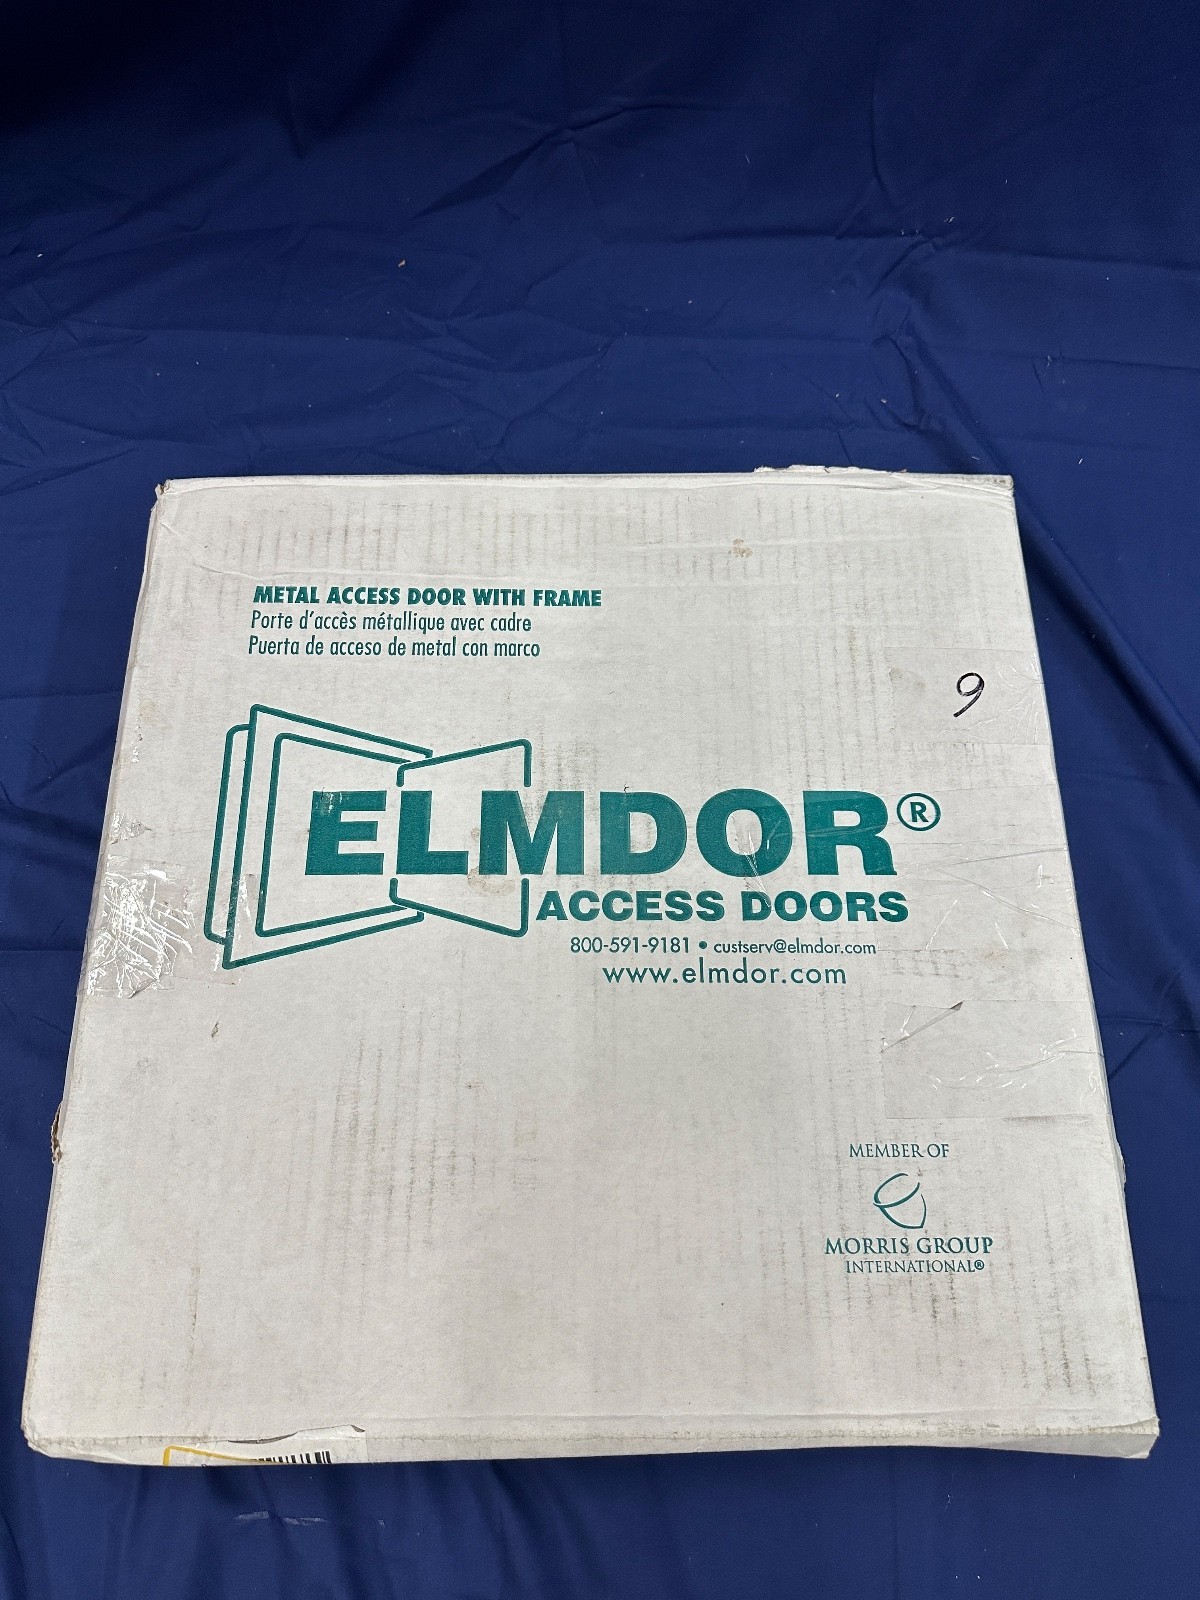 METAL ACCESS DOOR WITH FRAME
Porte d'accès métallique avec cadre
Puerta de acceso de metal con marco
9
ELMDOR®
ACCESS DOORS
800-591-9181 • custserv@elmdor.com
www.elmdor.com
MEMBER OF
MORRIS GROUP
INTERNATIONAL®